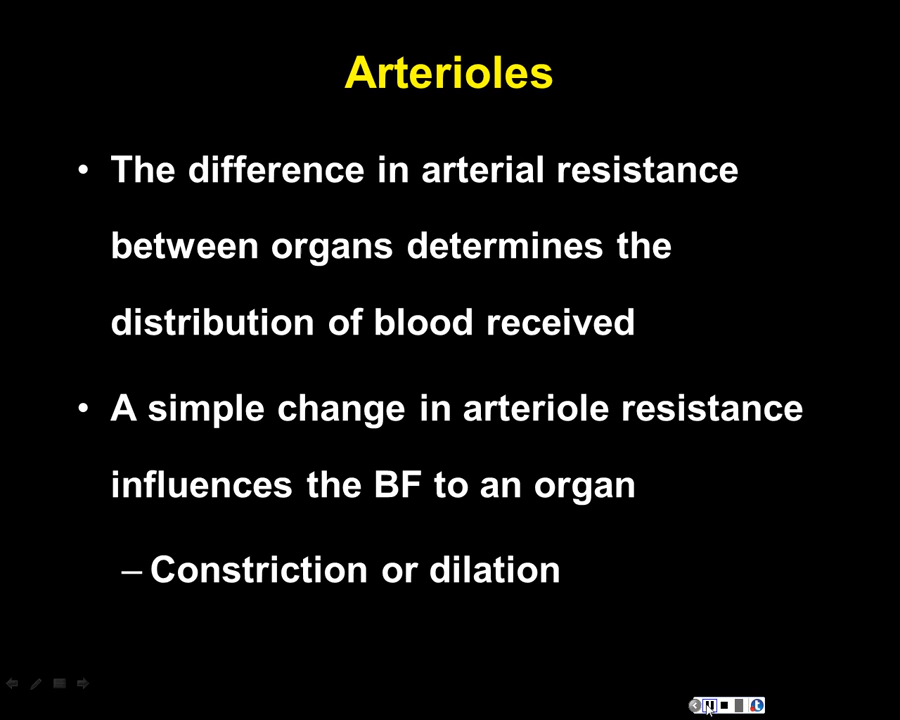 Arterioles
• The difference in arterial resistance
between organs determines the
distribution of blood received
• A simple change in arteriole resistance
influences the BF to an organ
– Constriction or dilation